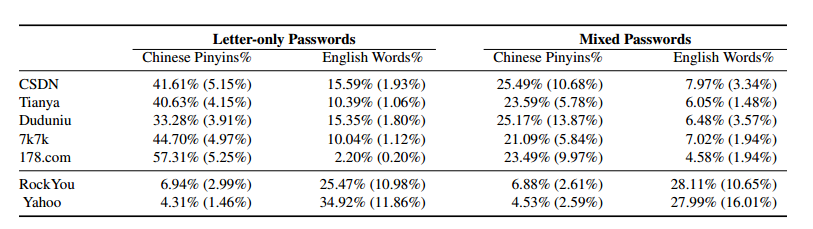 Letter-only Passwords Mixed Passwords
Chinese Pinyins% English Words% Chinese Pinyins% English Words%
CSDN 41.61% (5.15%) 15.59% (1.93%) 25.49% (10.68%) 7.97% (3.34%)
Tianya 40.63% (4.15%) 10.39% (1.06%) 23.59% (5.78%) 6.05% (1.48%)
Duduniu 33.28% (3.91%) 15.35% (1.80%) 25.17% (13.87%) 6.48% (3.57%)
7k7k 44.70% (4.97%) 10.04% (1.12%) 21.09% (5.84%) 7.02% (1.94%)
178.com 57.31% (5.25%) 2.20% (0.20%) 23.49% (9.97%) 4.58% (1.94%)
RockYou 6.94% (2.99%) 25.47% (10.98%) 6.88% (2.61%) 28.11% (10.65%)
Yahoo 4.31% (1.46%) 34.92% (11.86%) 4.53% (2.59%) 27.99% (16.01%)